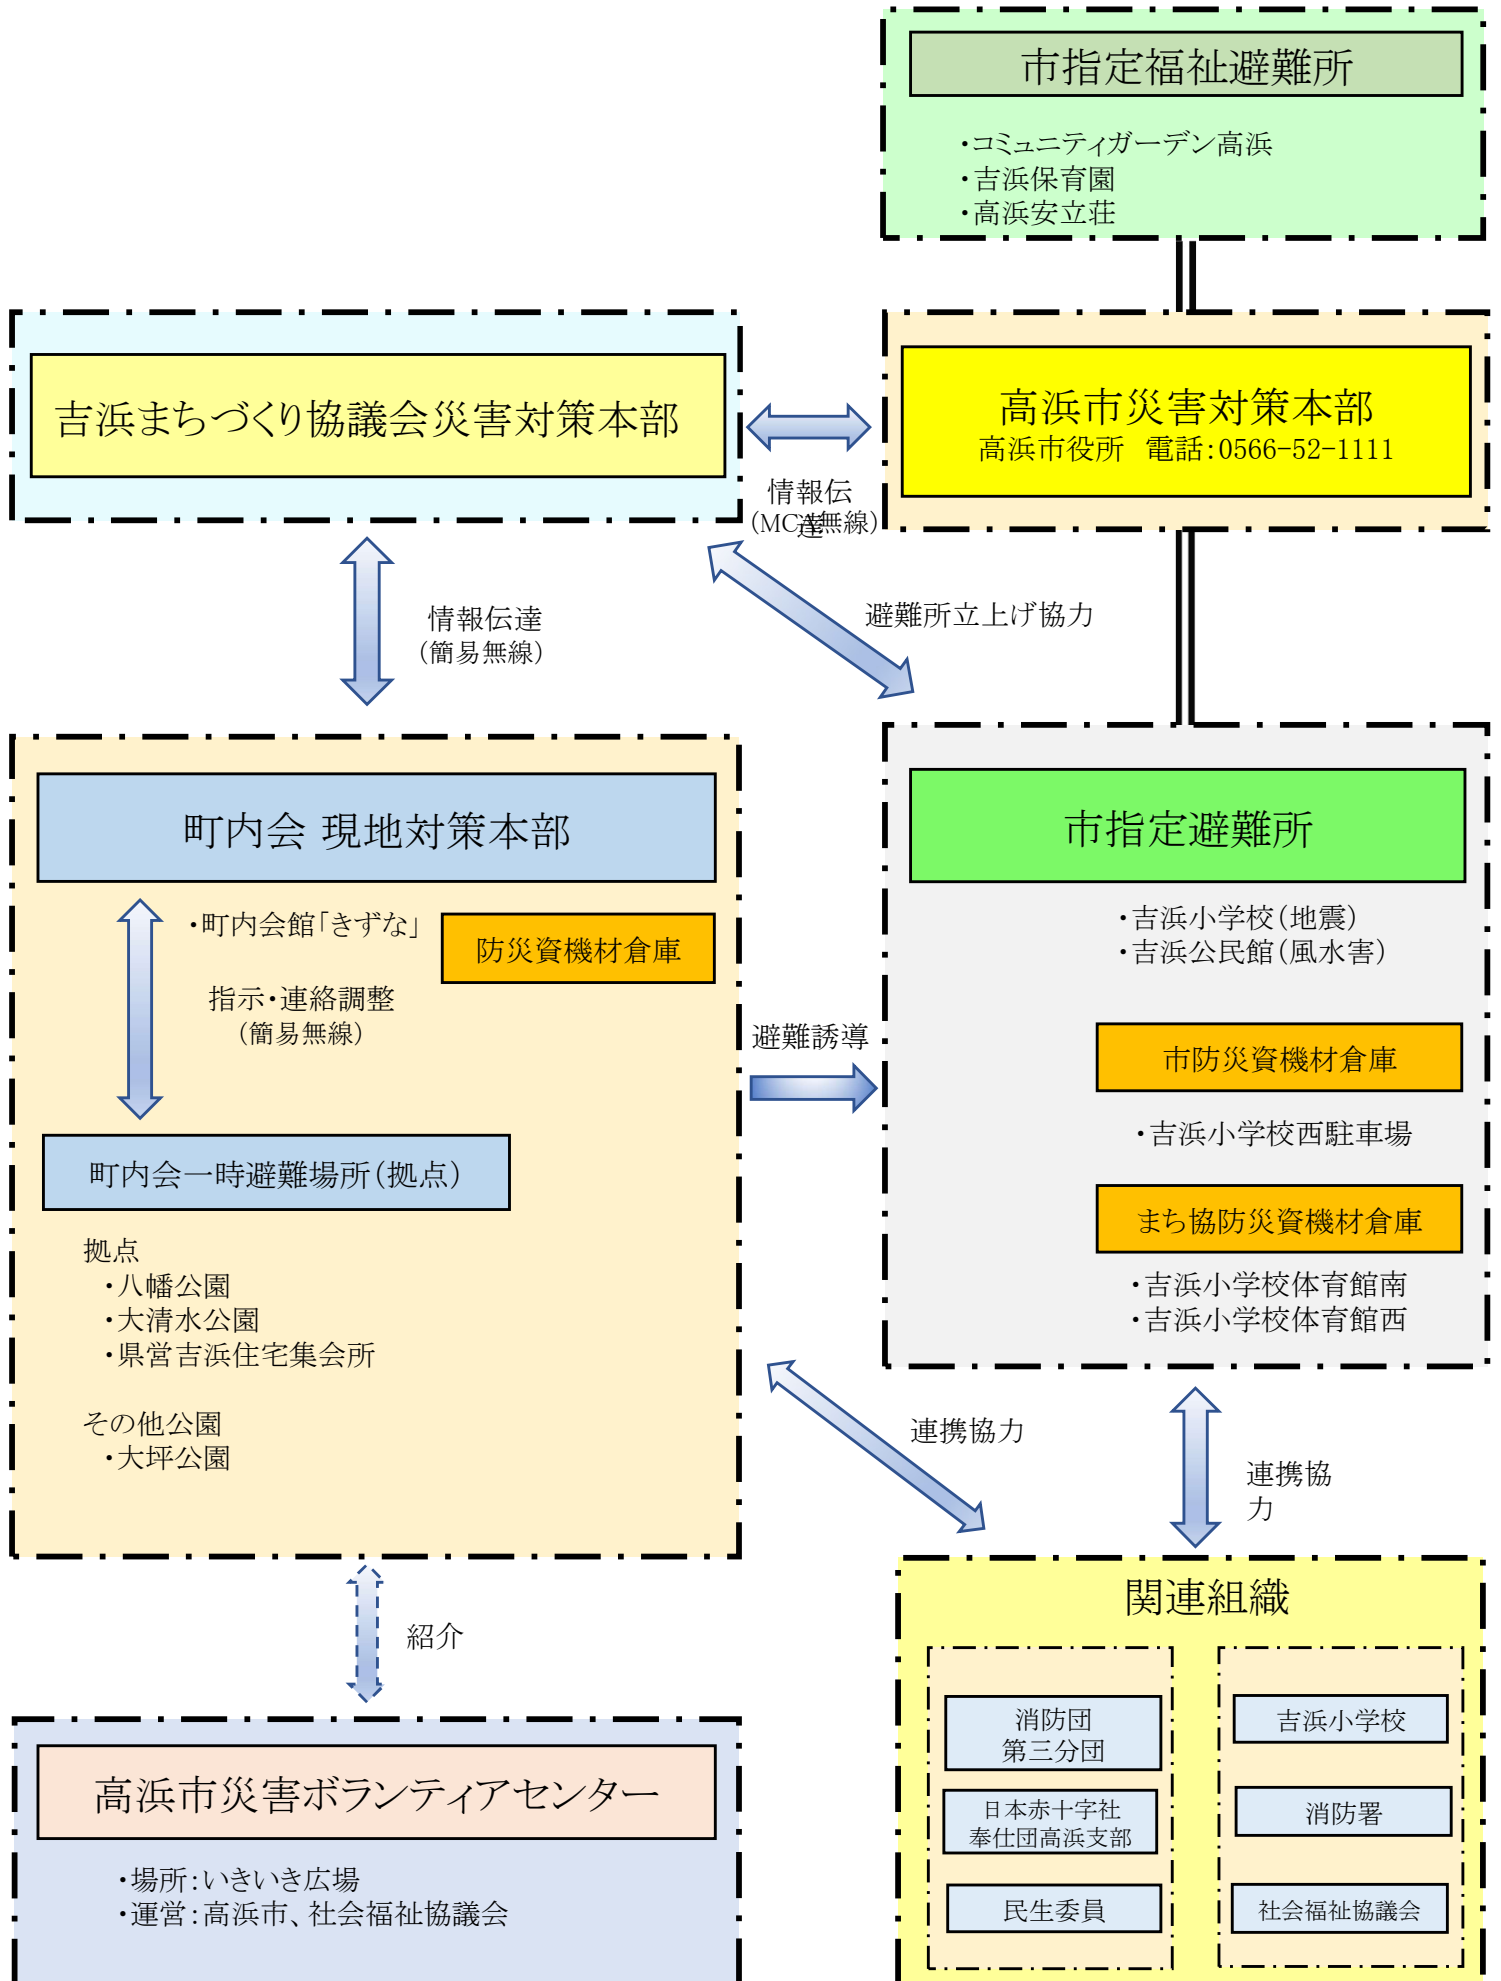 市指定福祉避難所
・コミュニティガーデン高浜
・吉浜保育園
・高浜安立荘
吉浜まちづくり協議会災害対策本部
高浜市災害対策本部
高浜市役所　電話：0566-52-1111
情報伝
達
（MCA無線）
情報伝達
（簡易無線）
避難所立上げ協力
町内会 現地対策本部
・町内会館「きずな」
防災資機材倉庫
指示・連絡調整
（簡易無線）
町内会一時避難場所（拠点）
拠点
・八幡公園
・大清水公園
・県営吉浜住宅集会所
その他公園
・大坪公園
避難誘導
市指定避難所
・吉浜小学校（地震）
・吉浜公民館（風水害）
市防災資機材倉庫
・吉浜小学校西駐車場
まち協防災資機材倉庫
・吉浜小学校体育館南
・吉浜小学校体育館西
連携協力
連携協
力
紹介
高浜市災害ボランティアセンター
・場所：いきいき広場
・運営：高浜市、社会福祉協議会
関連組織
消防団
第三分団
日本赤十字社
奉仕団高浜支部
民生委員
吉浜小学校
消防署
社会福祉協議会